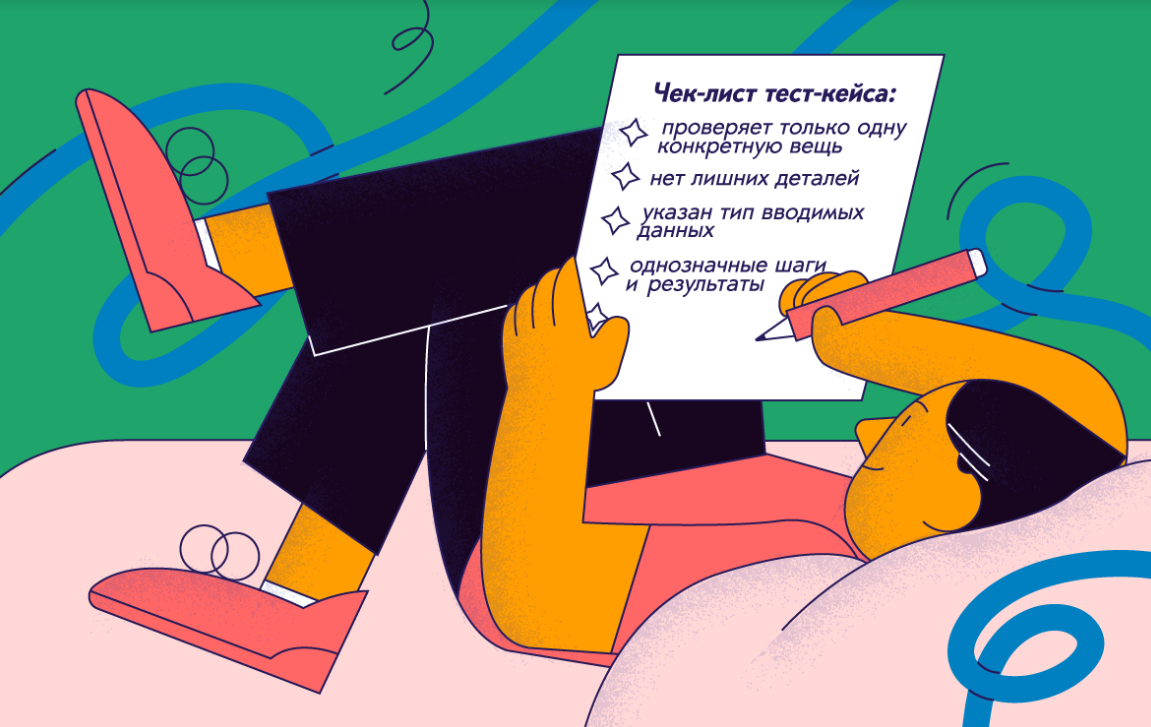 Чек-лист тест-кейса:
проверяет только одну
конкретную вещь
нет лишних деталей
указан тип вводимых
данных
однозначные шаги
и результаты